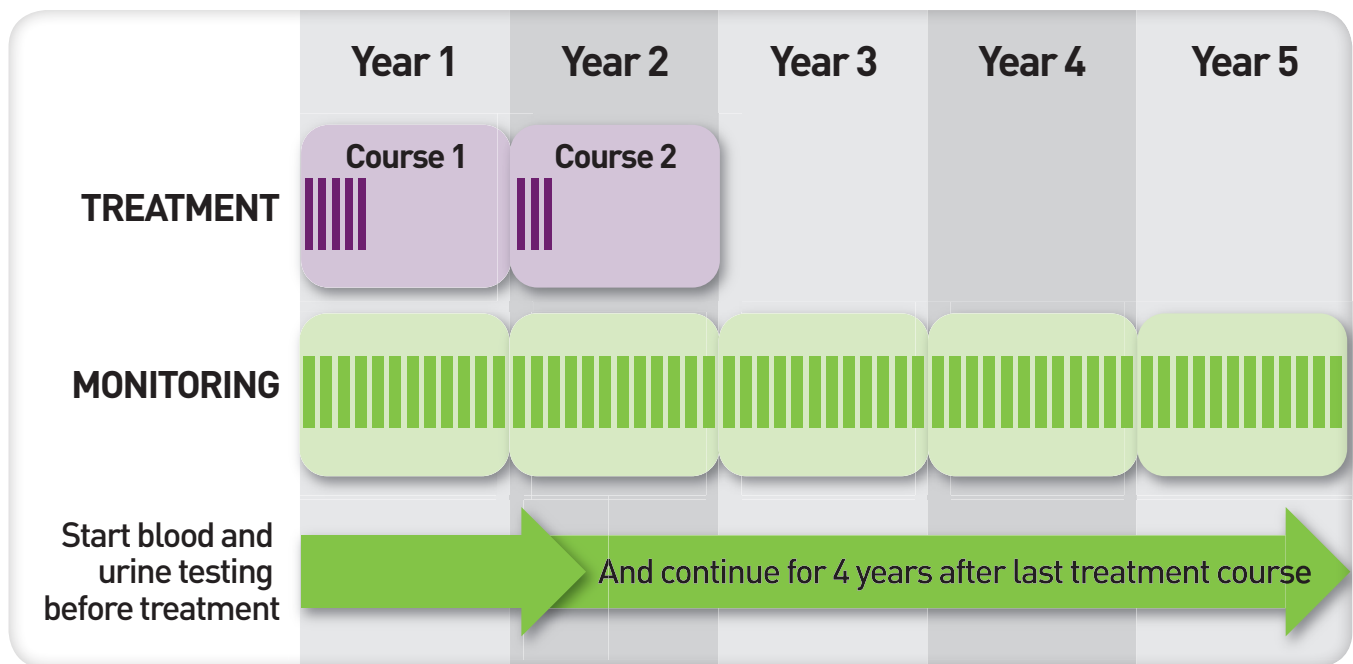 Year 1
Year 2
Year 3
Year 4
Year 5
TREATMENT
Course 1
Course 2
MONITORING
Start blood and
urine testing
before treatment
And continue for 4 years after last treatment course